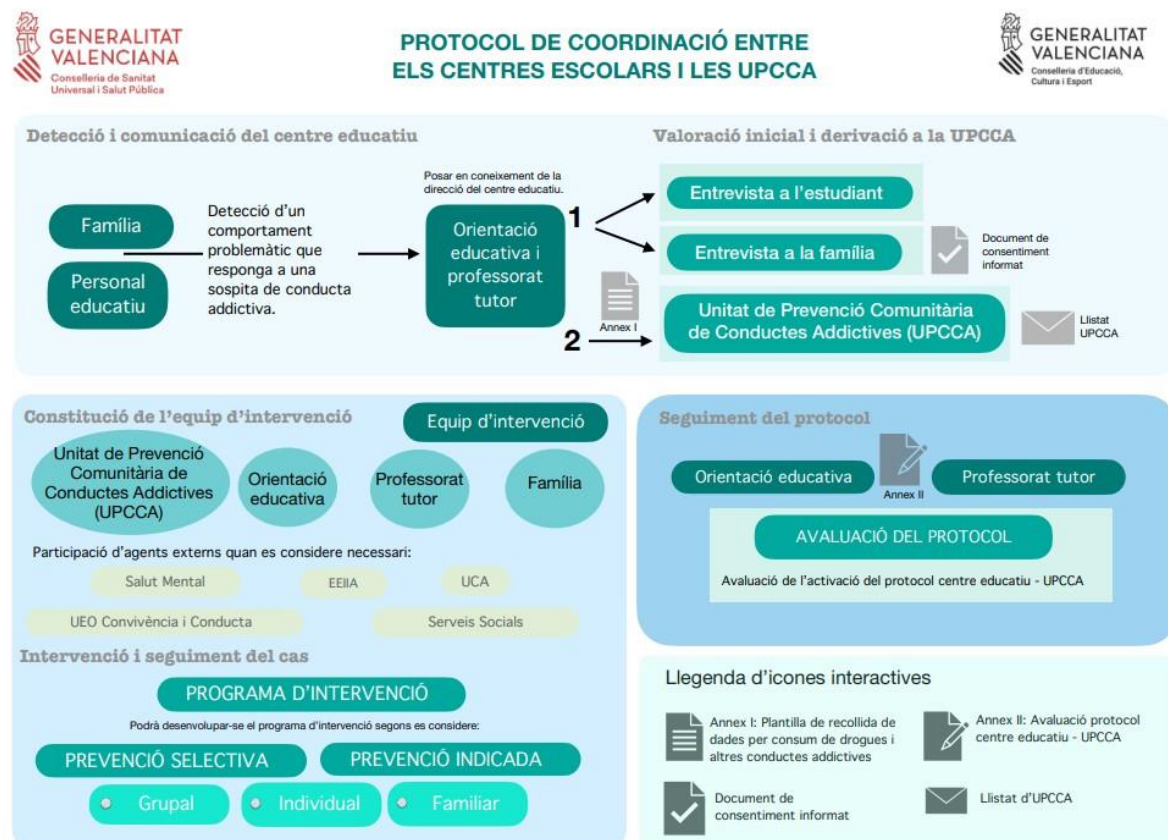 GENERALITAT
VALENCIANA
Conselleria de Sanitat
Universal i Salut Pública
PROTOCOL DE COORDINACIÓ ENTRE
ELS CENTRES ESCOLARS I LES UPCCA
GENERALITAT
VALENCIANA
Conselleria d'Educació,
Cultura i Esport
Detecció i comunicació del centre educatiu
Família
Personal
educatiu
Detecció d'un
comportament
problemàtic que
responga a una
sospita de conducta
addictiva.
Posar en coneixement de la
direcció del centre educatiu.
Orientació
educativa i
professorat
tutor
Valoració inicial i derivació a la UPCCA
1
Entrevista a l'estudiant
Entrevista a la família
Document de
consentiment
informat
Annex I
2
Unitat de Prevenció Comunitària
de Conductes Addictives (UPCCA)
Llistat
UPCCA
Constitució de l'equip d'intervenció
Equip d'intervenció
Unitat de Prevenció
Comunitària de
Conductes Addictives
(UPCCA)
Orientació
educativa
Professorat
tutor
Família
Participació d'agents externs quan es considere necessari:
Salut Mental
EEIIA
UCA
UEO Convivència i Conducta
Serveis Socials
Intervenció i seguiment del cas
PROGRAMA D'INTERVENCIÓ
Podrà desenvolupar-se el programa d'intervenció segons es considere:
PREVENCIÓ SELECTIVA
PREVENCIÓ INDICADA
Grupal
Individual
Familiar
Seguiment del protocol
Orientació educativa
Annex II
Professorat tutor
AVALUACIÓ DEL PROTOCOL
Avaluació de l'activació del protocol centre educatiu - UPCCA
Llegenda d'icones interactives
Annex I: Plantilla de recollida de
dades per consum de drogues i
altres conductes addictives
Annex II: Avaluació protocol
centre educatiu - UPCCA
Document de
consentiment informat
Llistat d'UPCCA